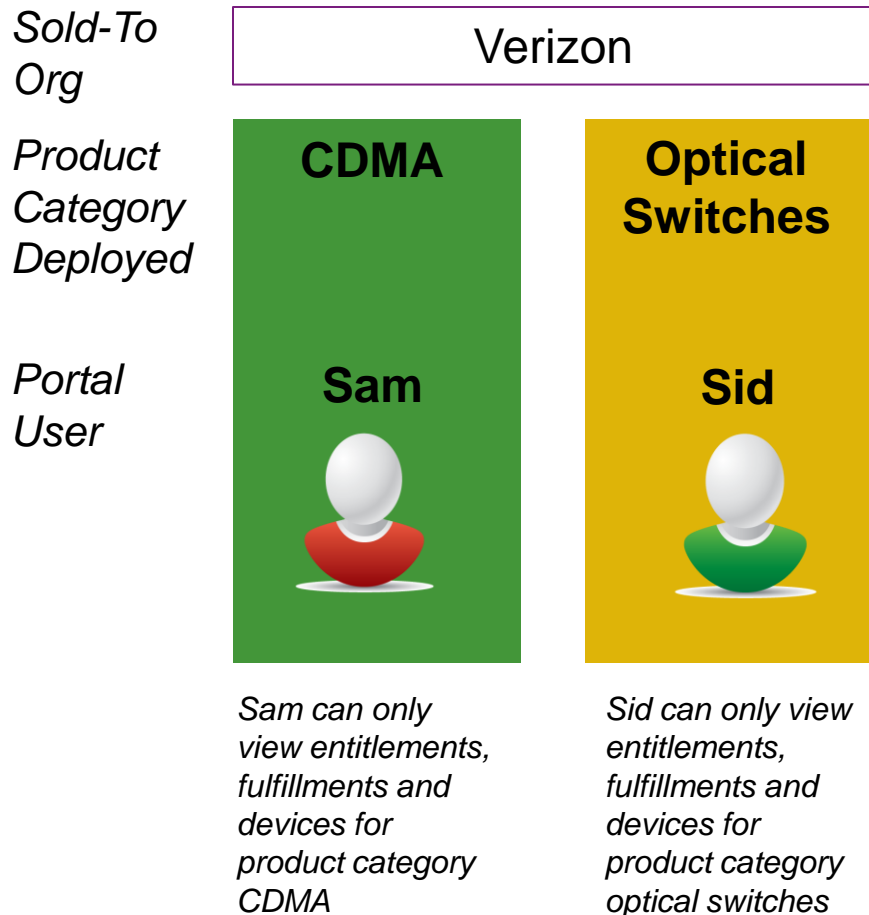 Sold-To
Org
Verizon
Product
Category
Deployed
CDMA
Optical
Switches
Portal
User
Sam
Sid
Sam can only
view entitlements,
fulfillments and
devices for
product category
CDMA
Sid can only view
entitlements,
fulfillments and
devices for
product category
optical switches